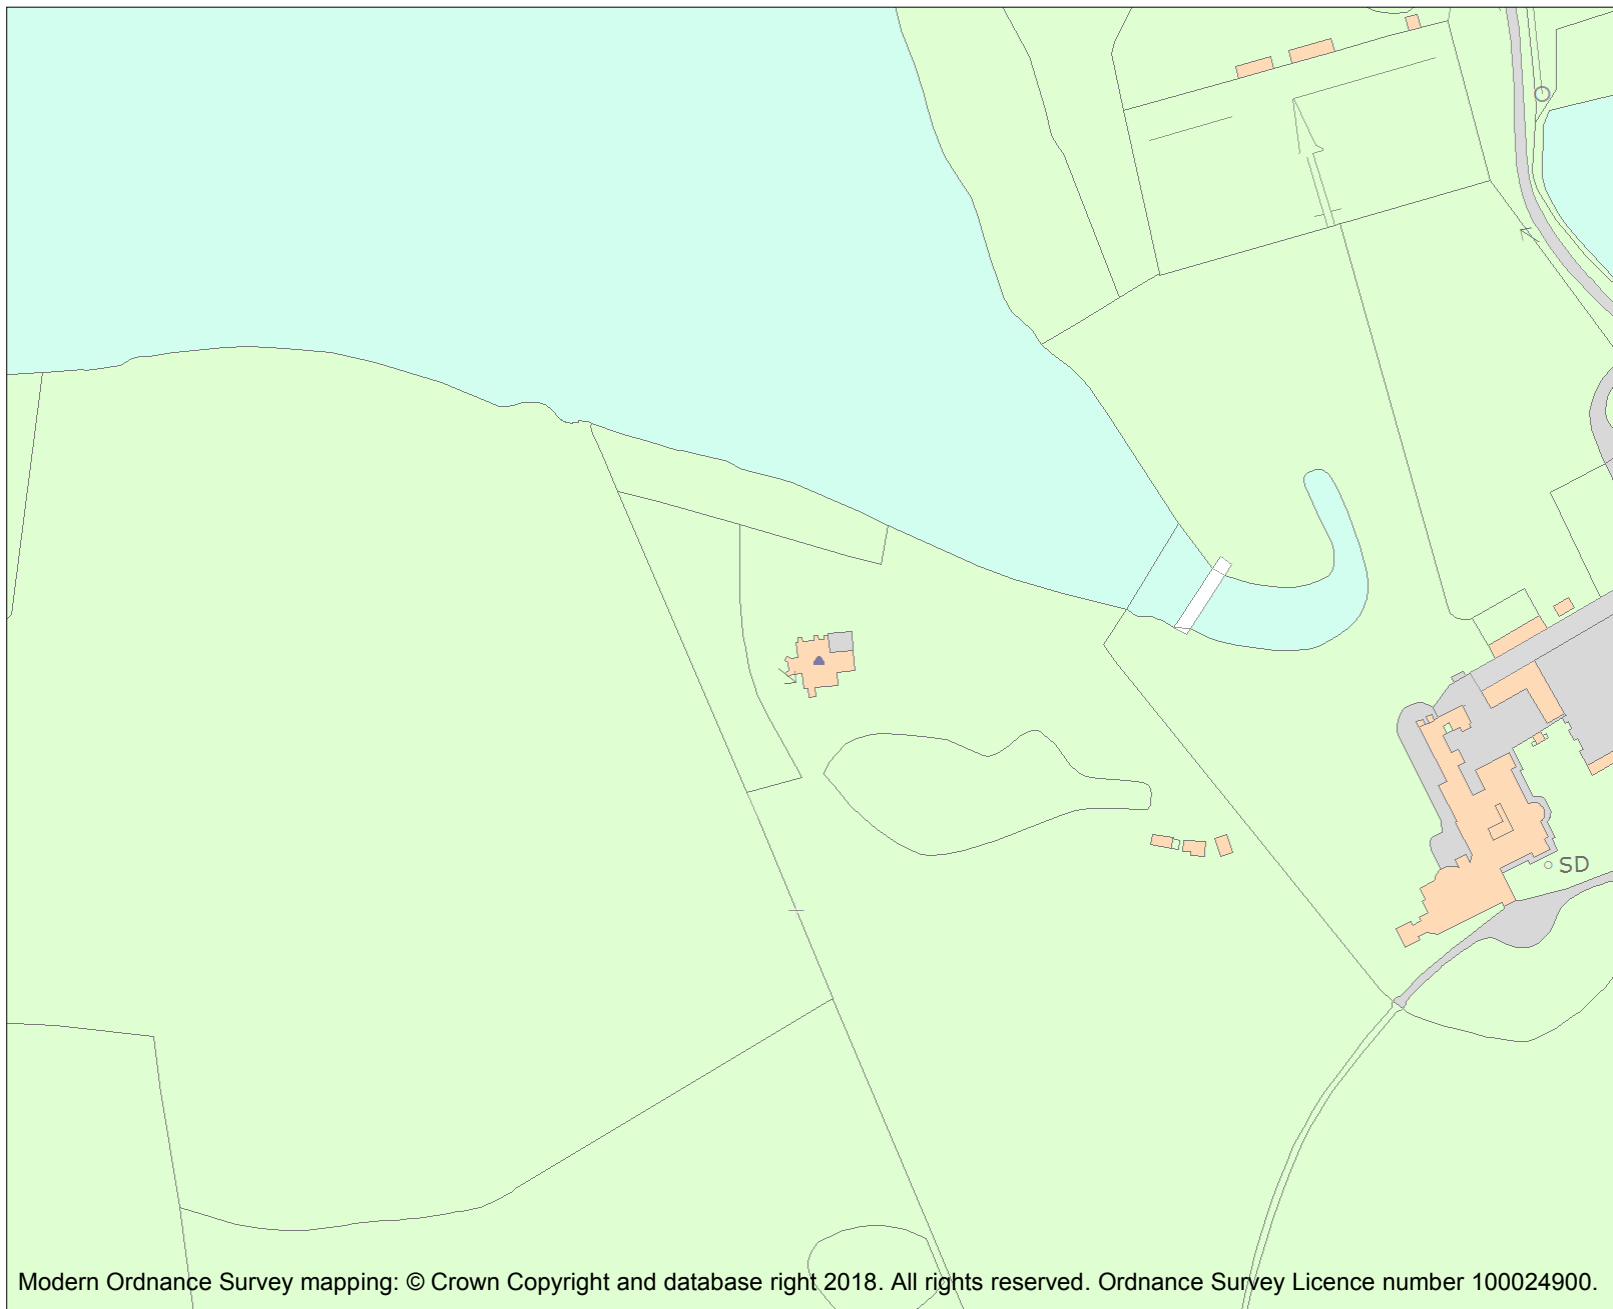 SD
Modern Ordnance Survey mapping: © Crown Copyright and database right 2018. All rights reserved. Ordnance Survey Licence number 100024900.